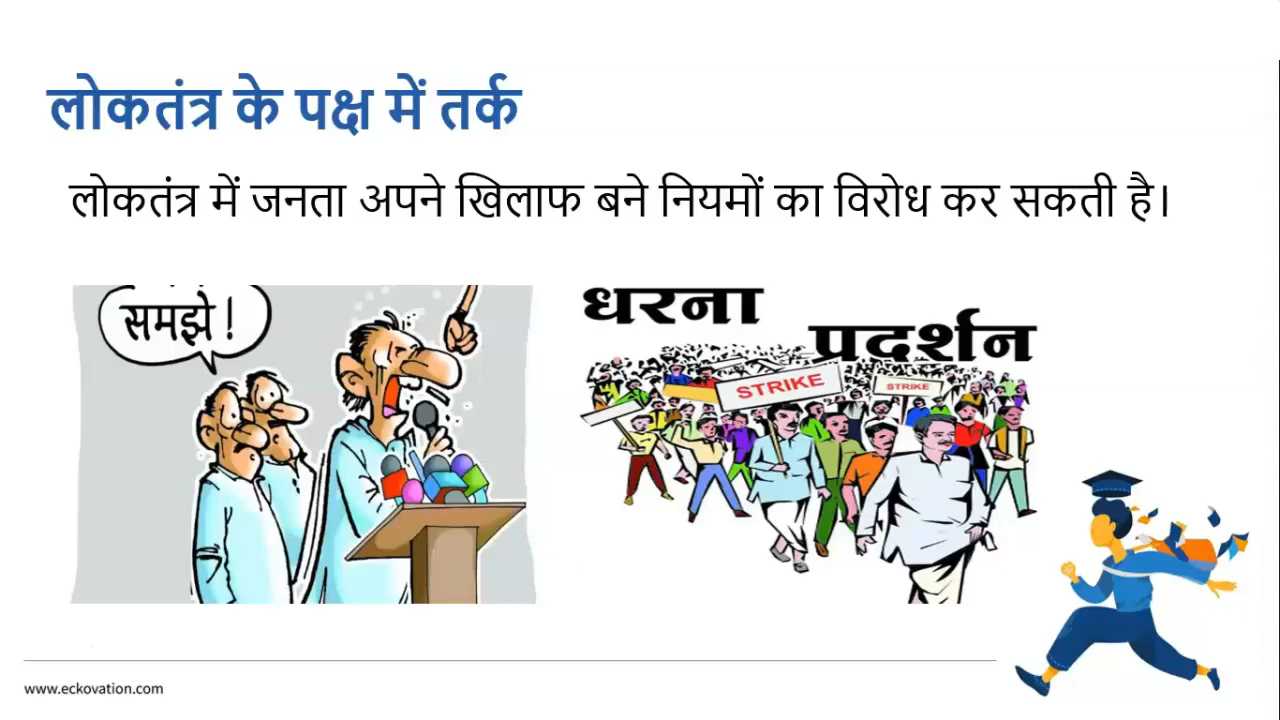 लोकतंत्र के पक्ष में तर्क
लोकतंत्र में जनता अपने खिलाफ बने नियमों का विरोध कर सकती है।
समझे!
धरना
प्रदर्शन
STRIKE
STRIKE
www.eckovation.com